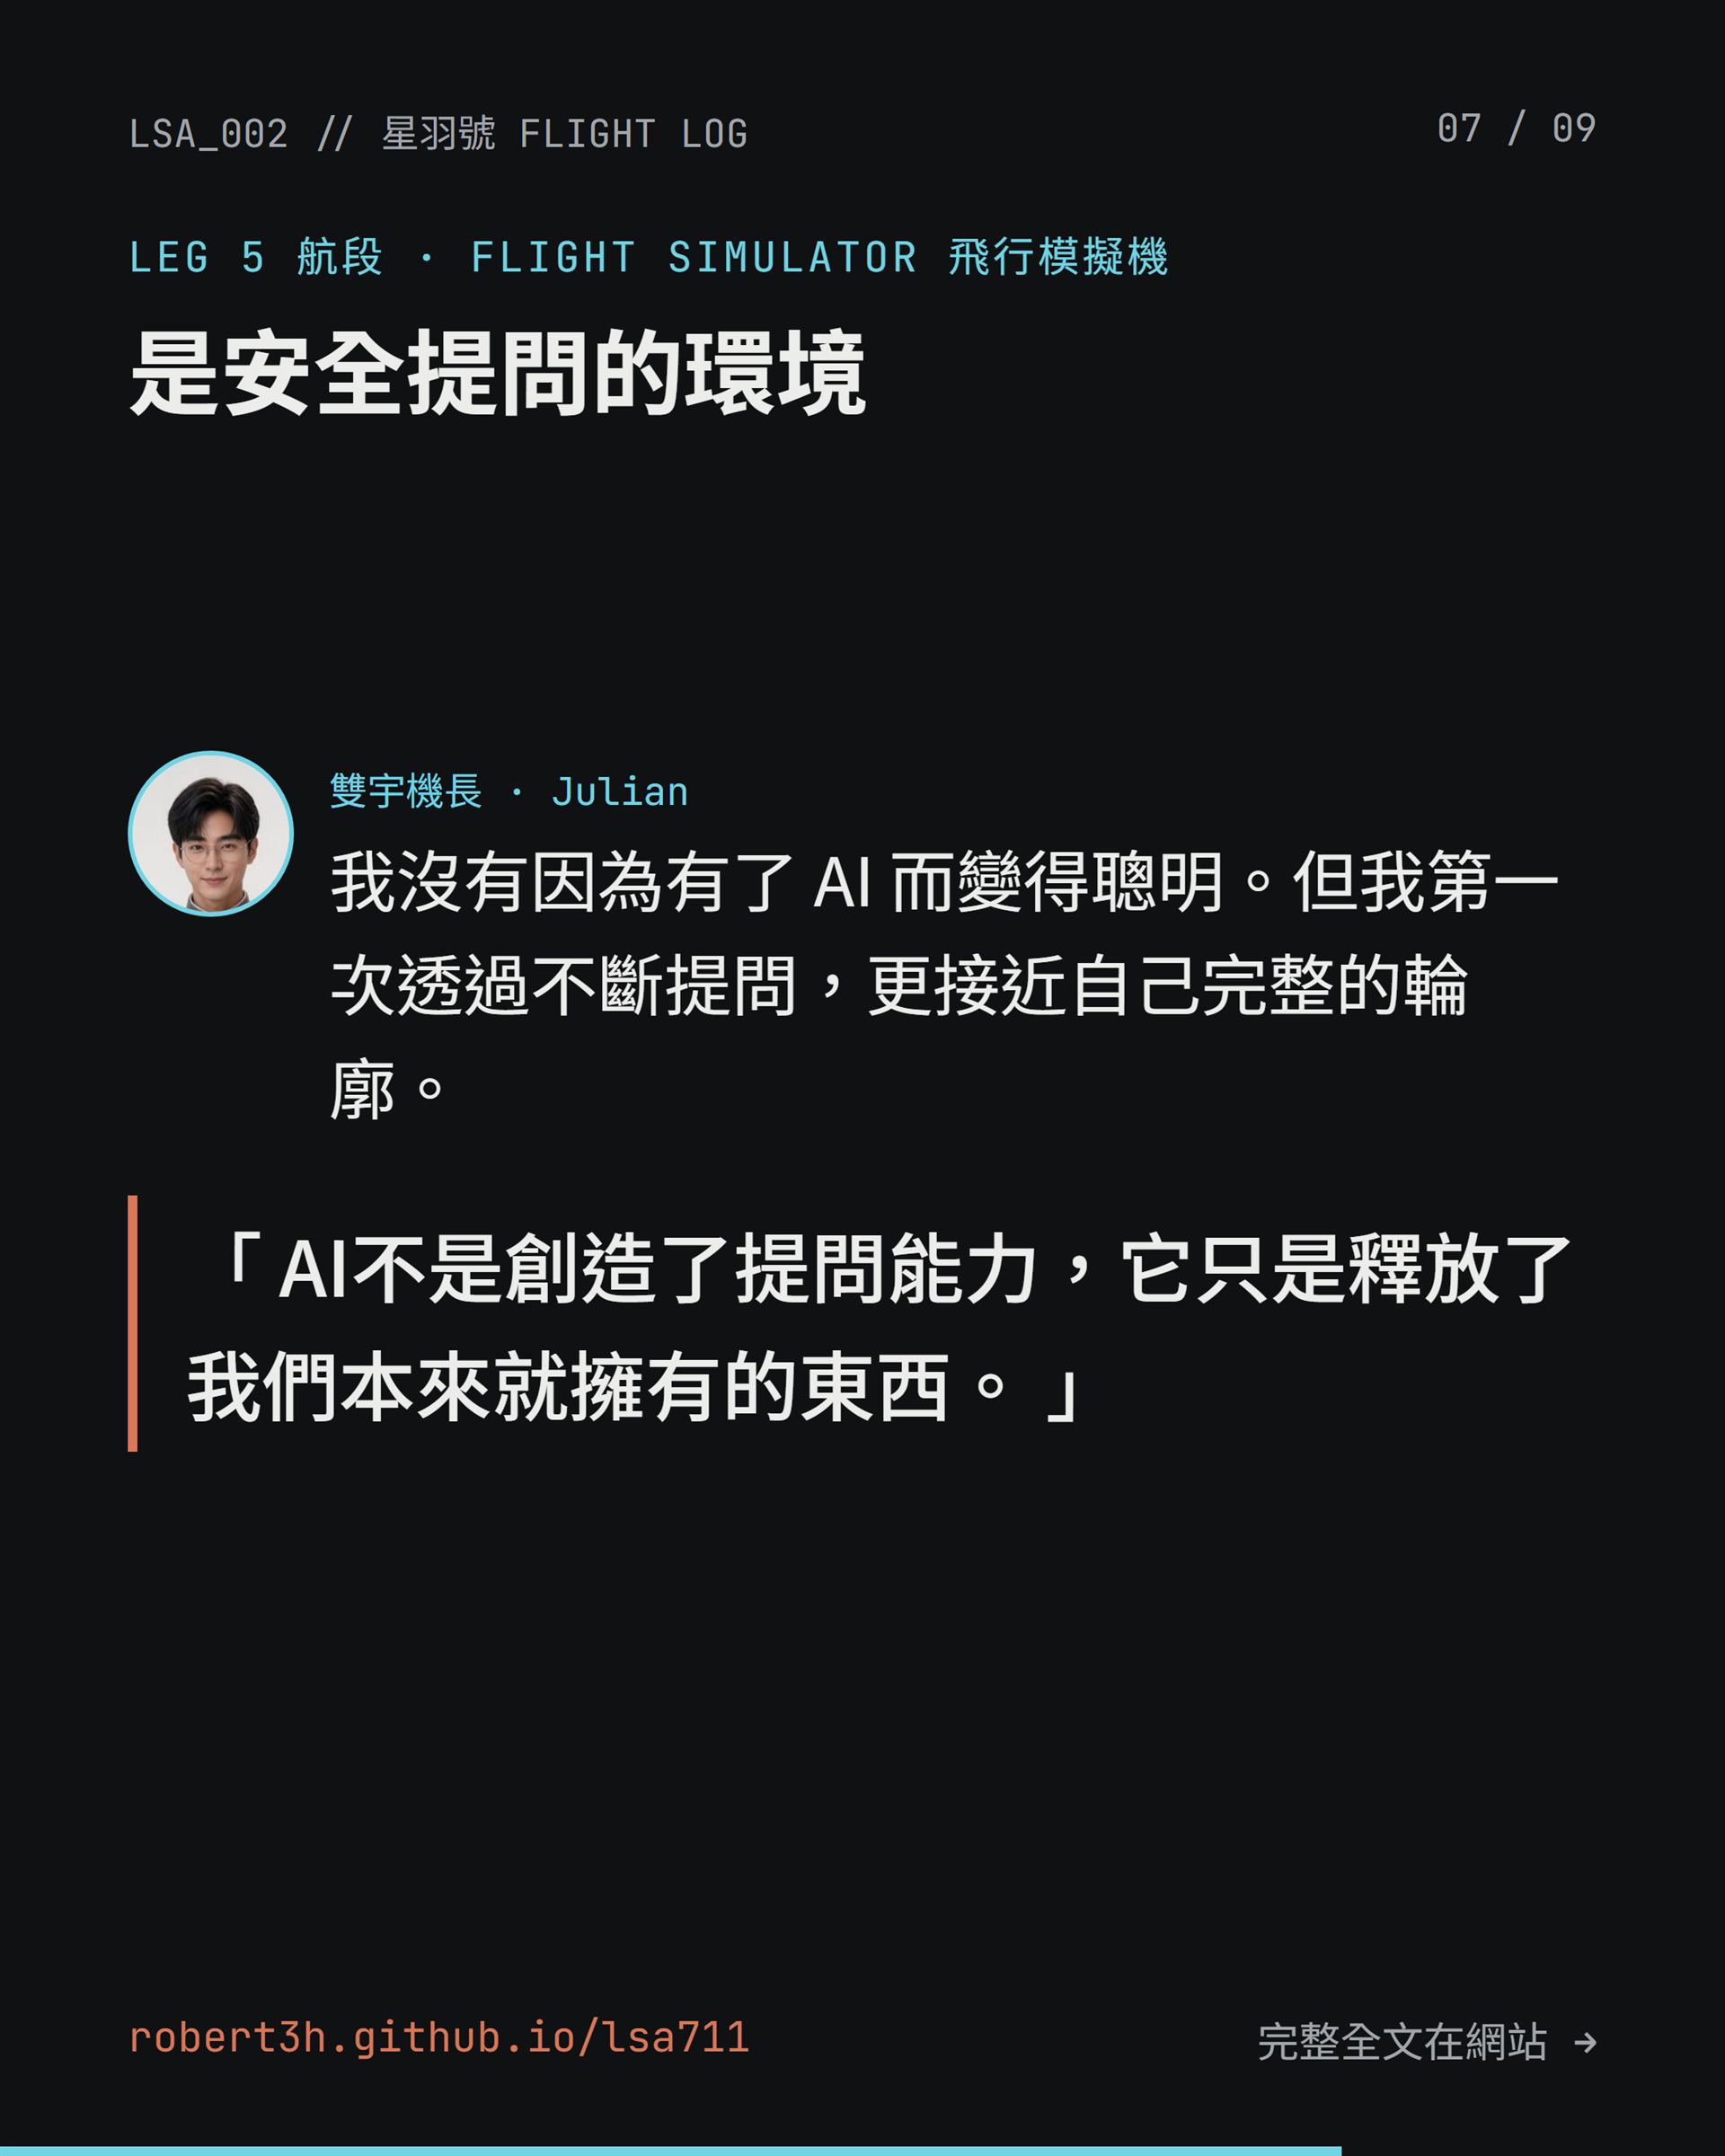 LSA_002 // 星羽號 FLIGHT LOG
07 / 09
LEG 5 航段 · FLIGHT SIMULATOR 飛行模擬機
是安全提問的環境
雙宇機長 · Julian
我沒有因為有了 AI 而變得聰明。但我第一
次透過不斷提問，更接近自己完整的輪
廓。
「AI不是創造了提問能力，它只是釋放了
我們本來就擁有的東西。」
robert3h.github.io/lsa711
完整全文在網站 →